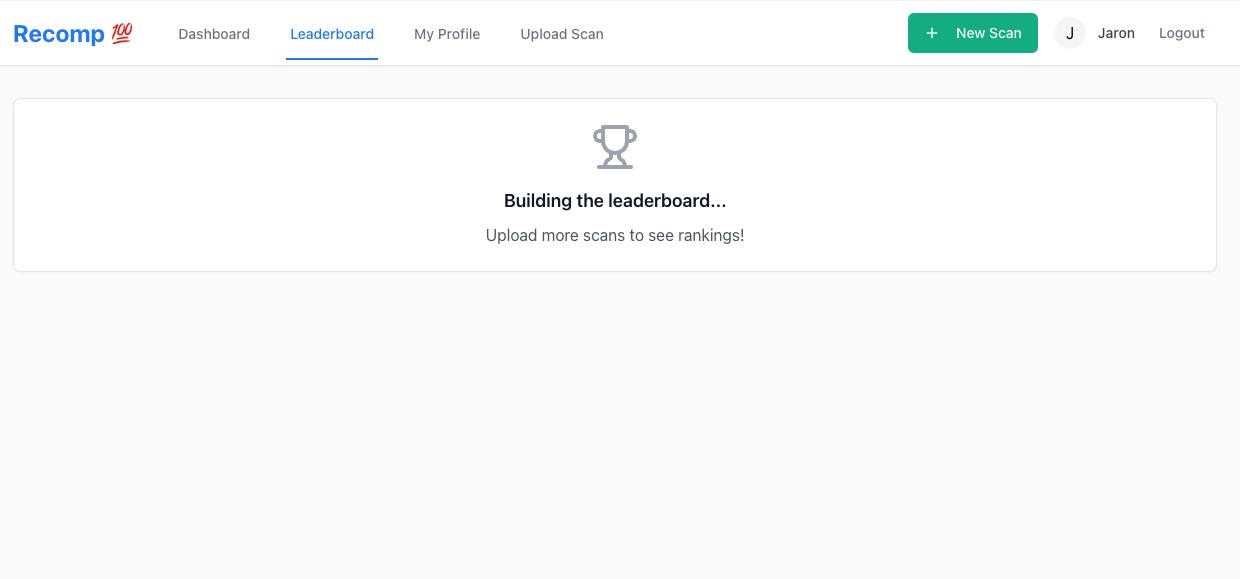 Recomp 💯
Dashboard
Leaderboard
My Profile
Upload Scan
+ New Scan
J
Jaron
Logout
Building the leaderboard...
Upload more scans to see rankings!